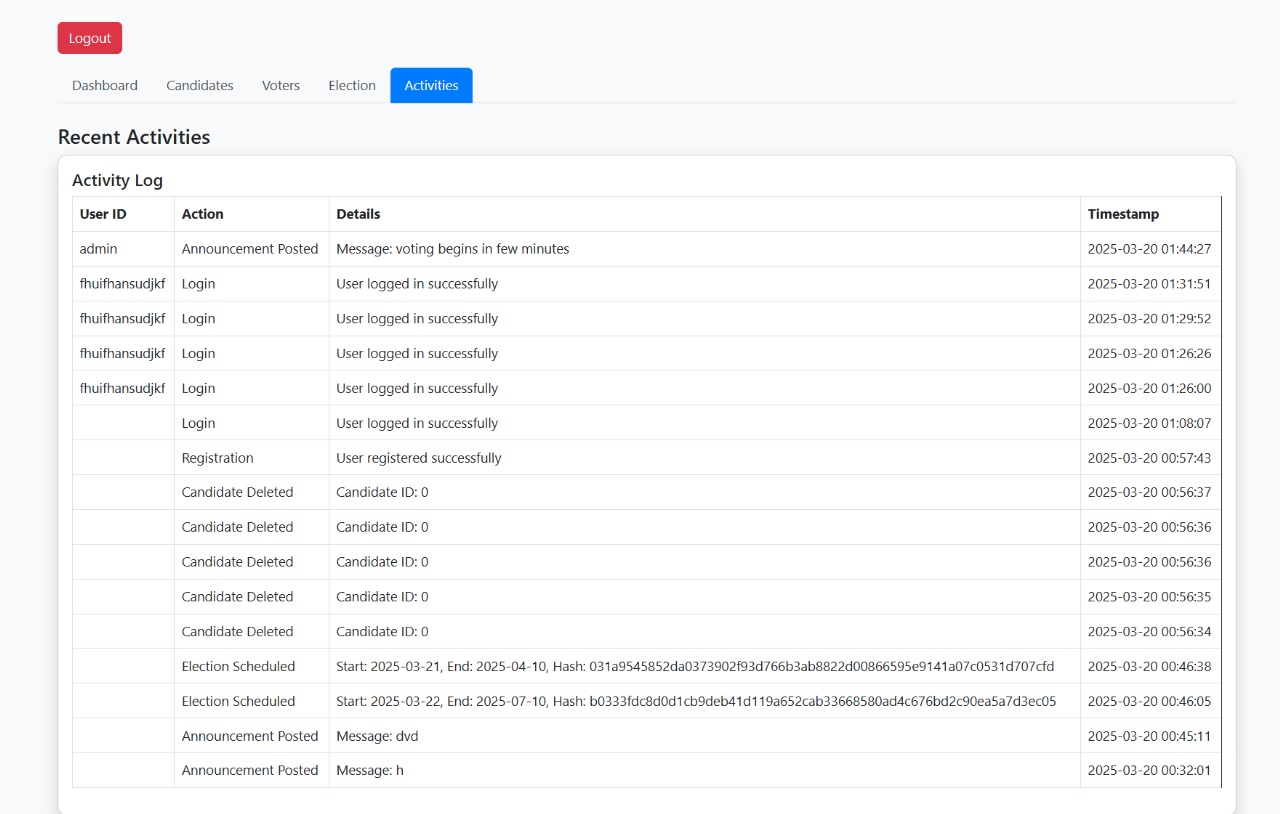 Logout
Dashboard Candidates Voters Election Activities
Recent Activities
Activity Log
User ID Action Details Timestamp
admin Announcement Posted Message: voting begins in few minutes 2025-03-20 01:44:27
fhuifhansudjkf Login User logged in successfully 2025-03-20 01:31:51
fhuifhansudjkf Login User logged in successfully 2025-03-20 01:29:52
fhuifhansudjkf Login User logged in successfully 2025-03-20 01:26:26
fhuifhansudjkf Login User logged in successfully 2025-03-20 01:26:00
Login User logged in successfully 2025-03-20 01:08:07
Registration User registered successfully 2025-03-20 00:57:43
Candidate Deleted Candidate ID: 0 2025-03-20 00:56:37
Candidate Deleted Candidate ID: 0 2025-03-20 00:56:36
Candidate Deleted Candidate ID: 0 2025-03-20 00:56:36
Candidate Deleted Candidate ID: 0 2025-03-20 00:56:35
Candidate Deleted Candidate ID: 0 2025-03-20 00:56:34
Election Scheduled Start: 2025-03-21, End: 2025-04-10, Hash: 031a9545852da0373902f93d766b3ab8822d00866595e9141a07c0531d707cfd 2025-03-20 00:46:38
Election Scheduled Start: 2025-03-22, End: 2025-07-10, Hash: b0333fdc8d0d1cb9deb41d119a652cab33668580ad4c676bd2c90ea5a7d3ec05 2025-03-20 00:46:05
Announcement Posted Message: dvd 2025-03-20 00:45:11
Announcement Posted Message: h 2025-03-20 00:32:01